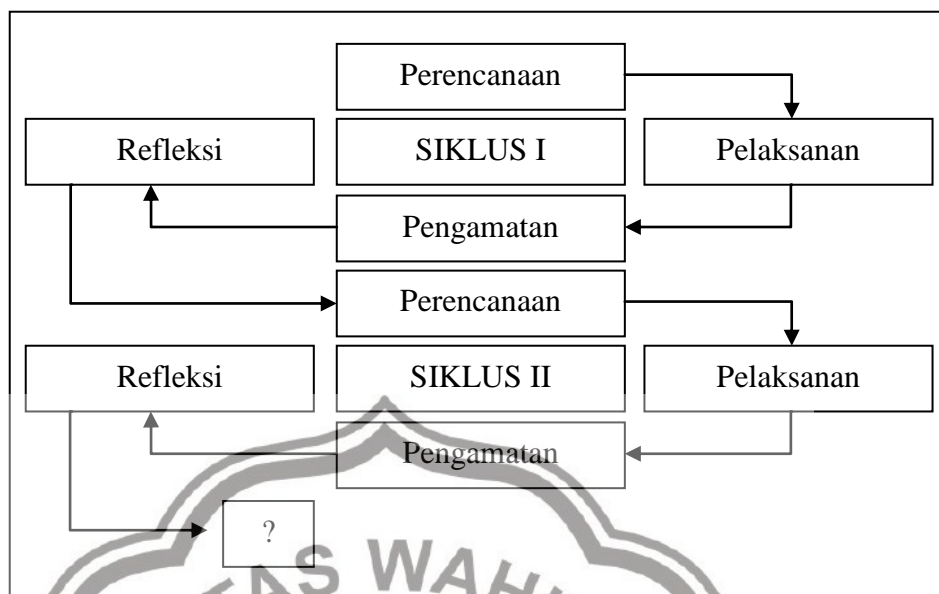 Perencanaan
Refleksi SIKLUS I Pelaksanan
Pengamatan
Perencanaan
Refleksi SIKLUS II Pelaksanan
Pengamatan
?